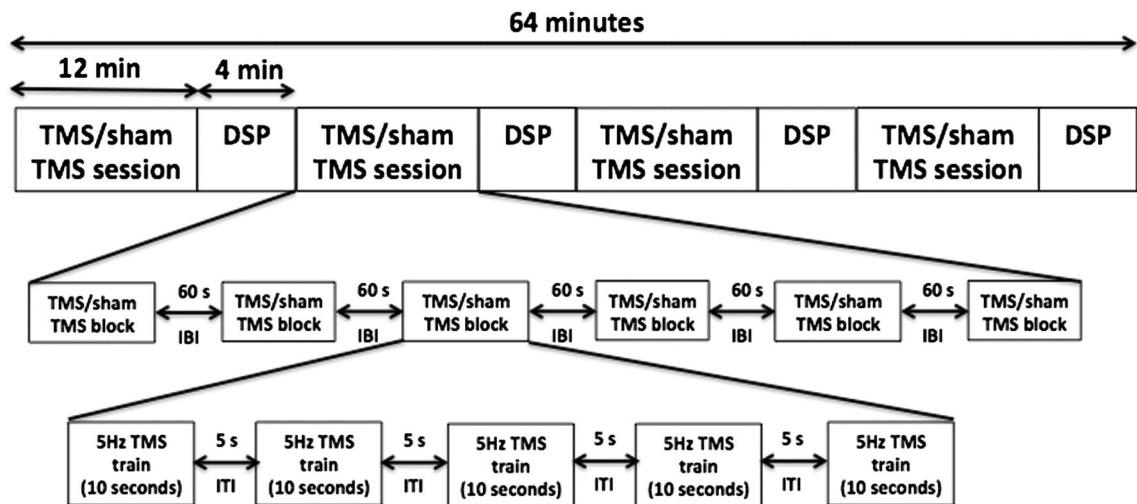 64 minutes
12 min 4 min
TMS/sham TMS session DSP TMS/sham TMS session DSP TMS/sham TMS session DSP TMS/sham TMS session DSP
60 s 60 s 60 s 60 s 60 s
TMS/sham TMS block TMS/sham TMS block TMS/sham TMS block TMS/sham TMS block TMS/sham TMS block TMS/sham TMS block
IBI IBI IBI IBI IBI
5 s 5 s 5 s 5 s
5Hz TMS train (10 seconds) 5Hz TMS train (10 seconds) 5Hz TMS train (10 seconds) 5Hz TMS train (10 seconds) 5Hz TMS train (10 seconds)
ITI ITI ITI ITI